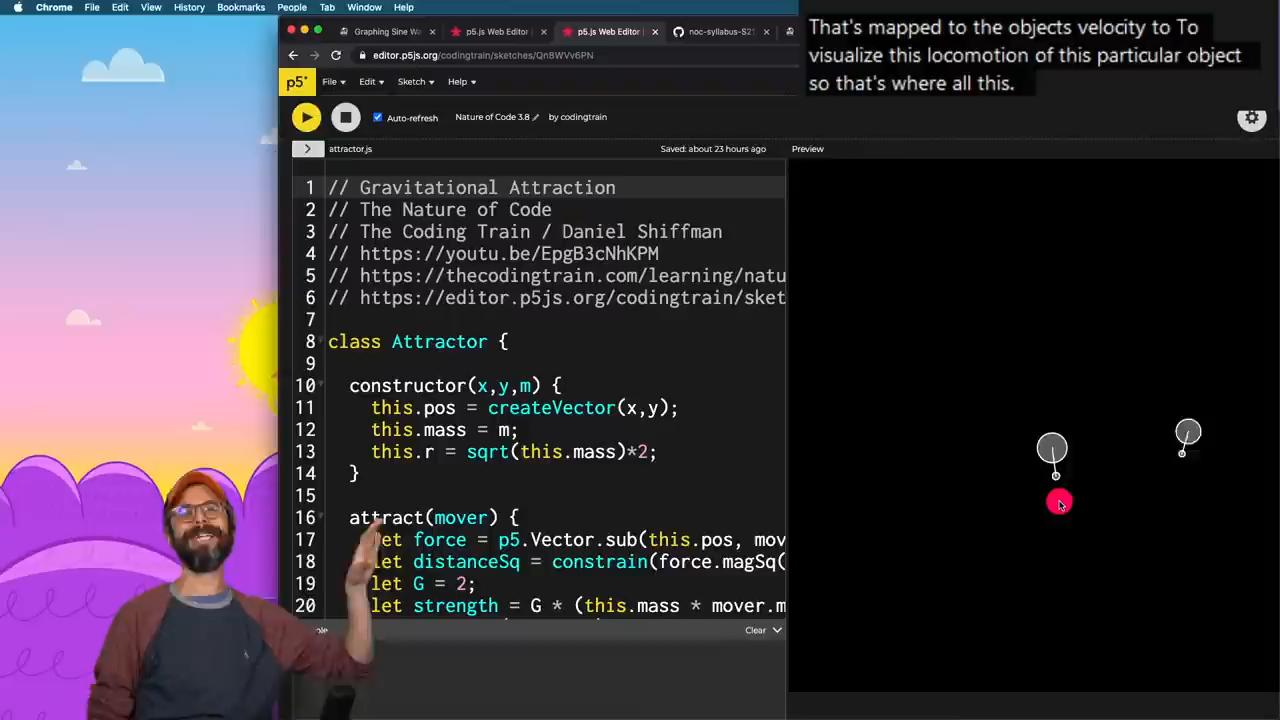 Chrome File Edit View History Bookmarks People Tab Window Help
That's mapped to the objects velocity to To
visualize this locomotion of this particular object
so that's where all this.
Graphing Sine Wav
p5.js Web Editor
p5.js Web Editor
noc-syllabus-S21
editor.p5js.org/codingtrain/sketches/Qn8WVv6PN
p5* File Edit Sketch Help
Auto-refresh Nature of Code 3.8 by codingtrain
attractor.js Saved: about 23 hours ago Preview
1 // Gravitational Attraction
2 // The Nature of Code
3 // The Coding Train / Daniel Shiffman
4 // https://youtu.be/EpgB3cNhKPM
5 // https://thecodingtrain.com/learning/natu
6 // https://editor.p5js.org/codingtrain/sket
7
8 class Attractor {
9
10 constructor(x,y,m) {
11 this.pos = createVector(x,y);
12 this.mass = m;
13 this.r = sqrt(this.mass)*2;
14 }
15
16 attract(mover) {
17 let force = p5.Vector.sub(this.pos, mov
18 let distanceSq = constrain(force.magSq(
19 let G = 2;
20 let strength = G * (this.mass * mover.m
Clear